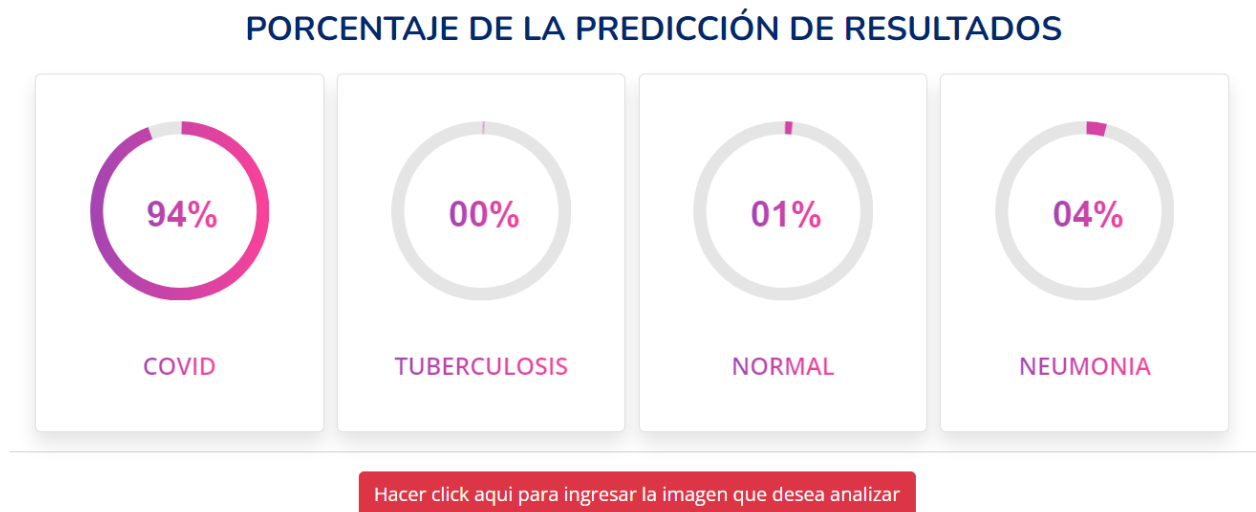 PORCENTAJE DE LA PREDICCIÓN DE RESULTADOS
94%
00%
01%
04%
COVID
TUBERCULOSIS
NORMAL
NEUMONIA
Hacer click aqui para ingresar la imagen que desea analizar